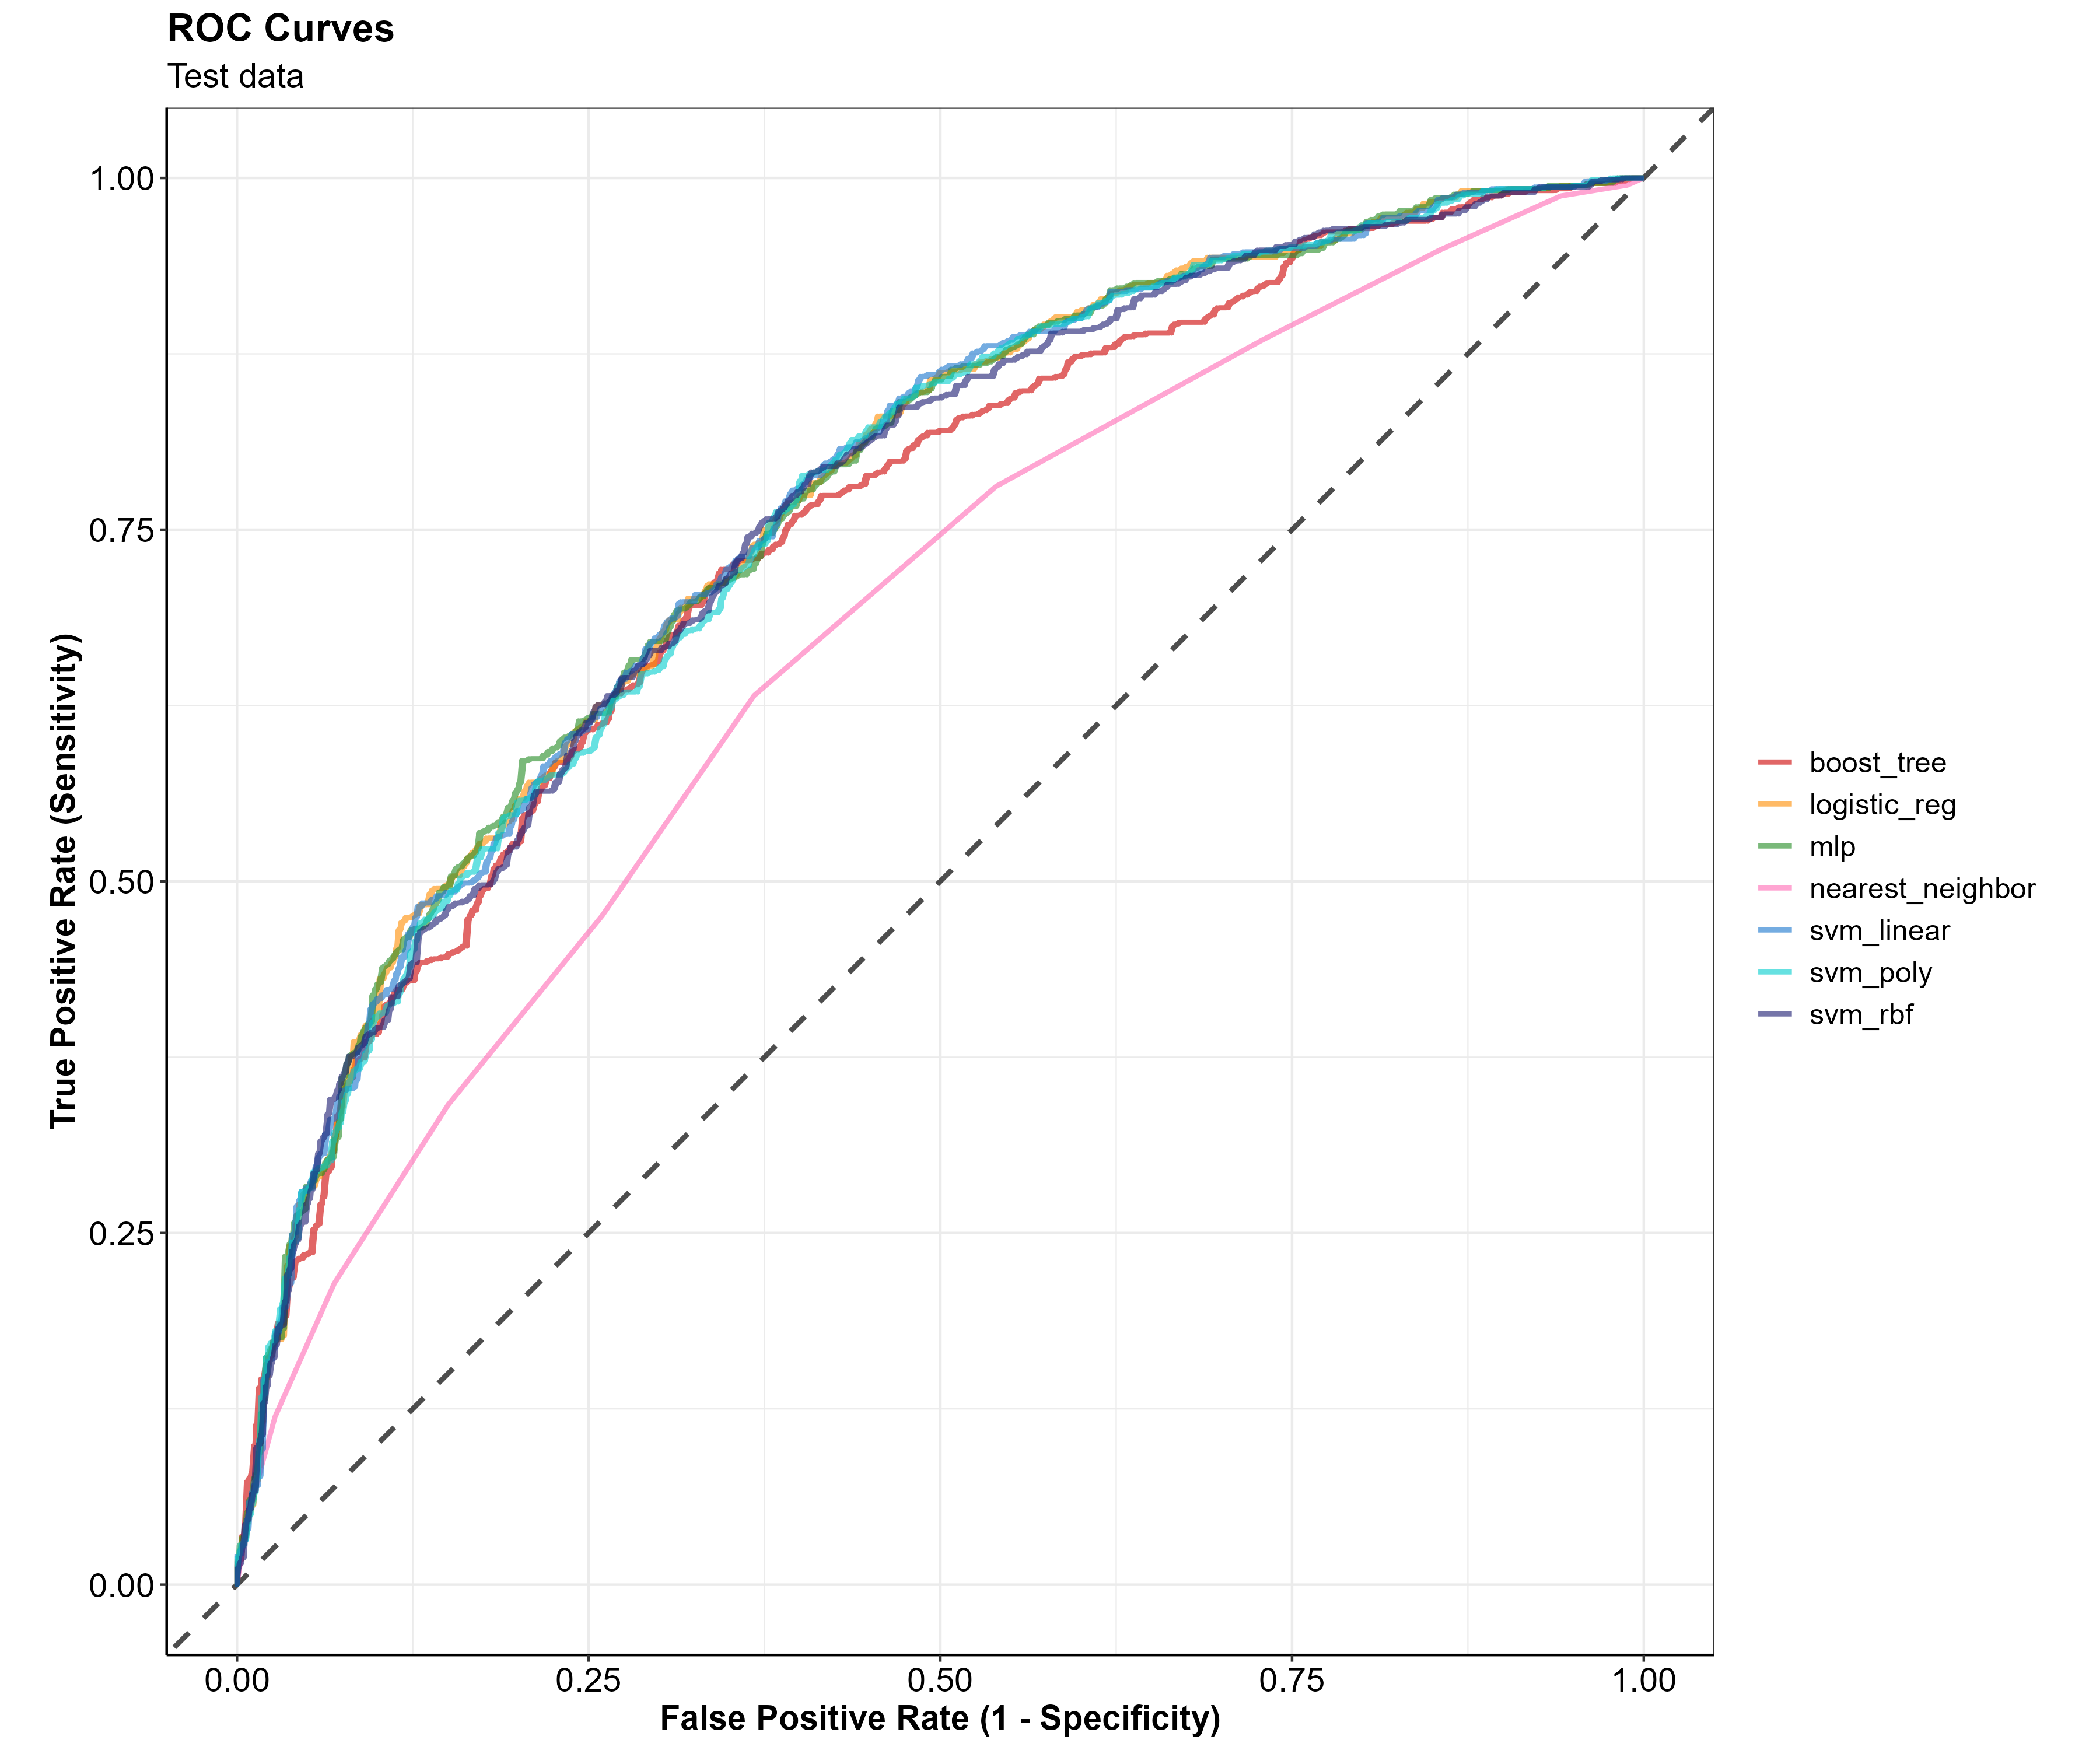 ROC Curves
Test data
True Positive Rate (Sensitivity)
1.00
0.75
0.50
0.25
0.00
0.00 0.25 0.50 0.75 1.00
False Positive Rate (1 - Specificity)
boost_tree
logistic_reg
mlp
nearest_neighbor
svm_linear
svm_poly
svm_rbf